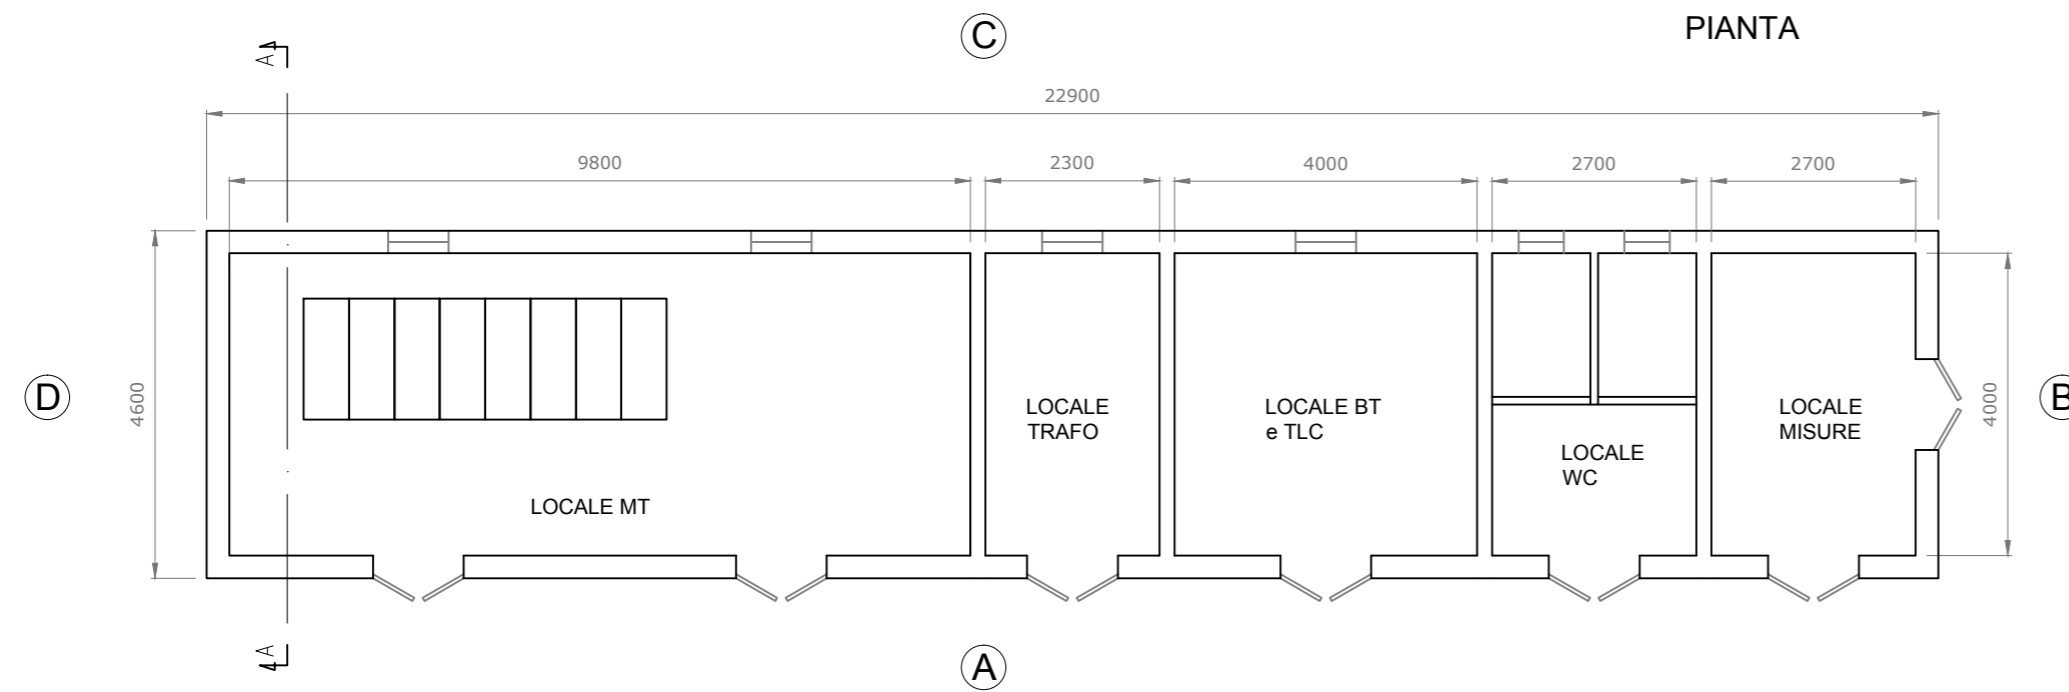 PIANTA
C
A
22900
9800
2300
4000
2700
2700
D
4600
LOCALE MT
LOCALE
TRAFO
LOCALE BT
e TLC
LOCALE
WC
LOCALE
MISURE
4000
B
A
A